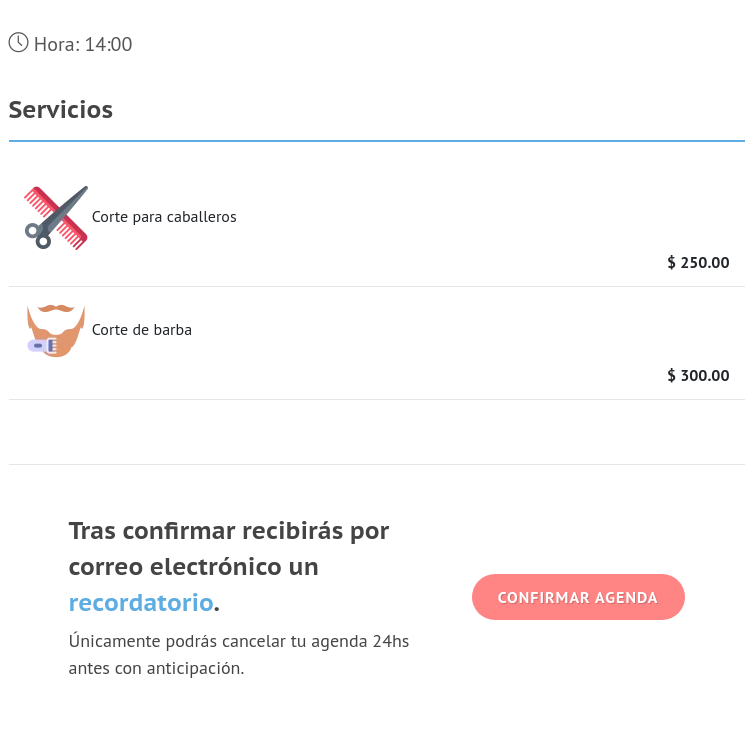 Hora: 14:00
Servicios
Corte para caballeros
$ 250.00
Corte de barba
$ 300.00
Tras confirmar recibirás por
correo electrónico un
recordatorio.
Únicamente podrás cancelar tu agenda 24hs
antes con anticipación.
CONFIRMAR AGENDA